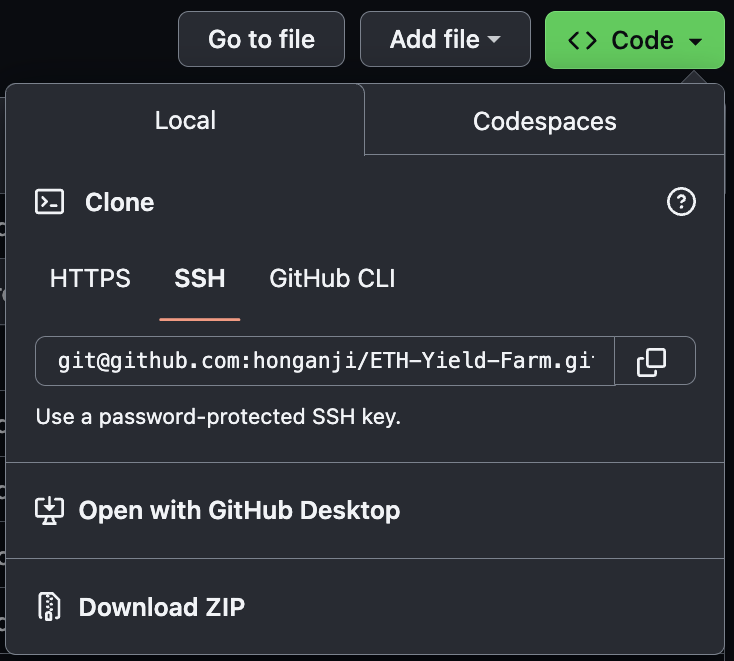 Go to file Add file Code
Local Codespaces
Clone
HTTPS SSH GitHub CLI
git@github.com:honganji/ETH-Yield-Farm.gi
Use a password-protected SSH key.
Open with GitHub Desktop
Download ZIP